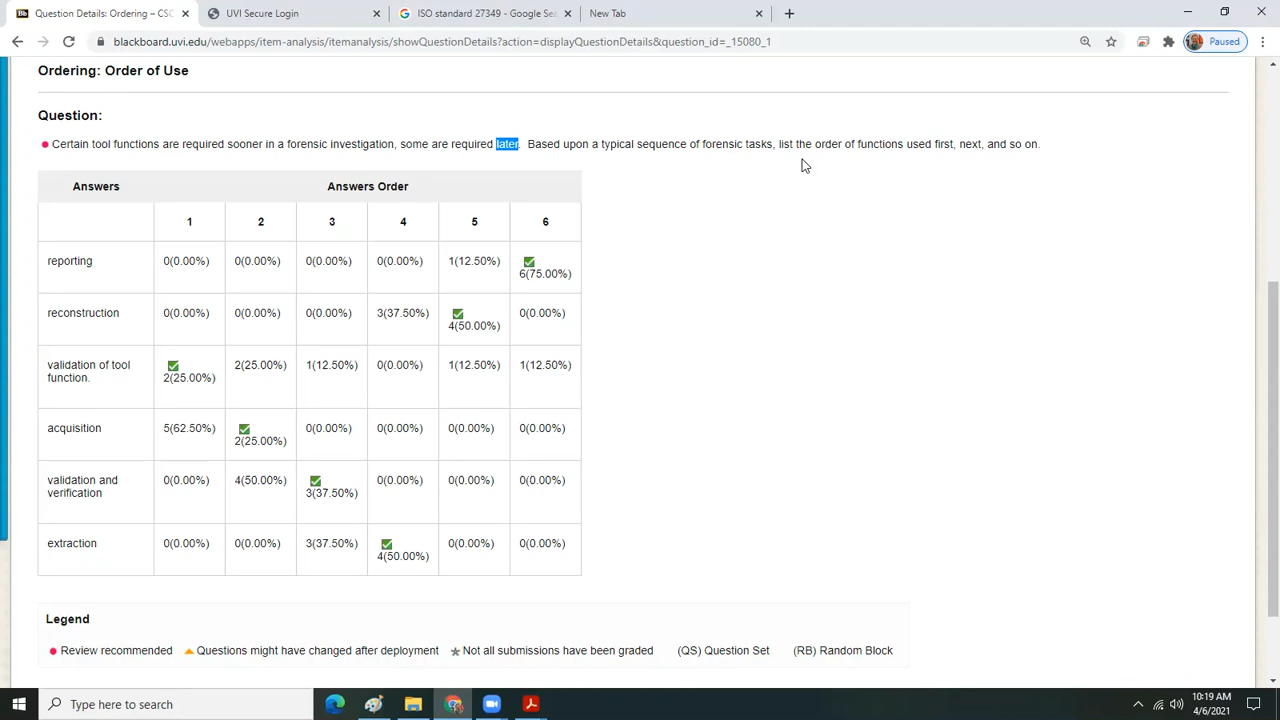 Question Details: Ordering – CSC
UVI Secure Login
ISO standard 27349 - Google Sea
New Tab
blackboard.uvi.edu/webapps/item-analysis/itemanalysis/showQuestionDetails?action=displayQuestionDetails&question_id=_15080_1
Paused
Ordering: Order of Use
Question:
Certain tool functions are required sooner in a forensic investigation, some are required later. Based upon a typical sequence of forensic tasks, list the order of functions used first, next, and so on.
Answers Answers Order
1 2 3 4 5 6
reporting 0(0.00%) 0(0.00%) 0(0.00%) 0(0.00%) 1(12.50%) 6(75.00%)
reconstruction 0(0.00%) 0(0.00%) 0(0.00%) 3(37.50%) 4(50.00%) 0(0.00%)
validation of tool function. 2(25.00%) 2(25.00%) 1(12.50%) 0(0.00%) 1(12.50%) 1(12.50%)
acquisition 5(62.50%) 2(25.00%) 0(0.00%) 0(0.00%) 0(0.00%) 0(0.00%)
validation and verification 0(0.00%) 4(50.00%) 3(37.50%) 0(0.00%) 0(0.00%) 0(0.00%)
extraction 0(0.00%) 0(0.00%) 3(37.50%) 4(50.00%) 0(0.00%) 0(0.00%)
Legend
Review recommended Questions might have changed after deployment Not all submissions have been graded (QS) Question Set (RB) Random Block
Type here to search
10:19 AM
4/6/2021